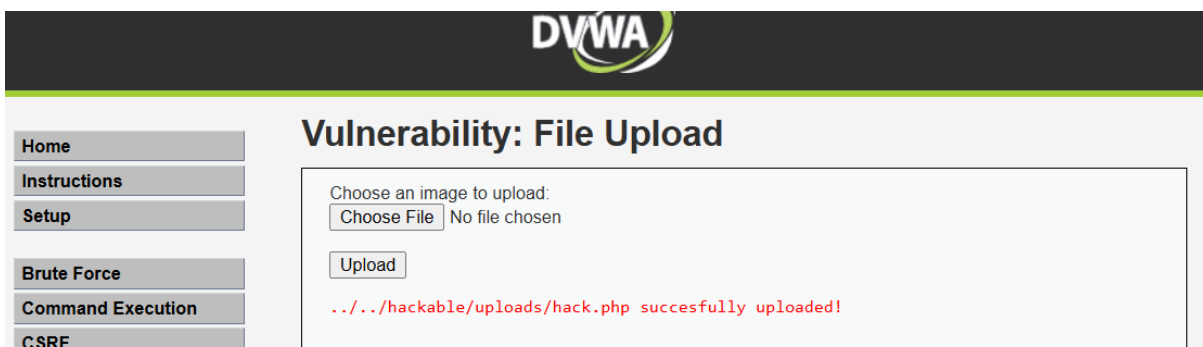 DVWA
Home
Instructions
Setup
Brute Force
Command Execution
CSRF
Vulnerability: File Upload
Choose an image to upload:
Choose File No file chosen
Upload
../../hackable/uploads/hack.php succesfully uploaded!